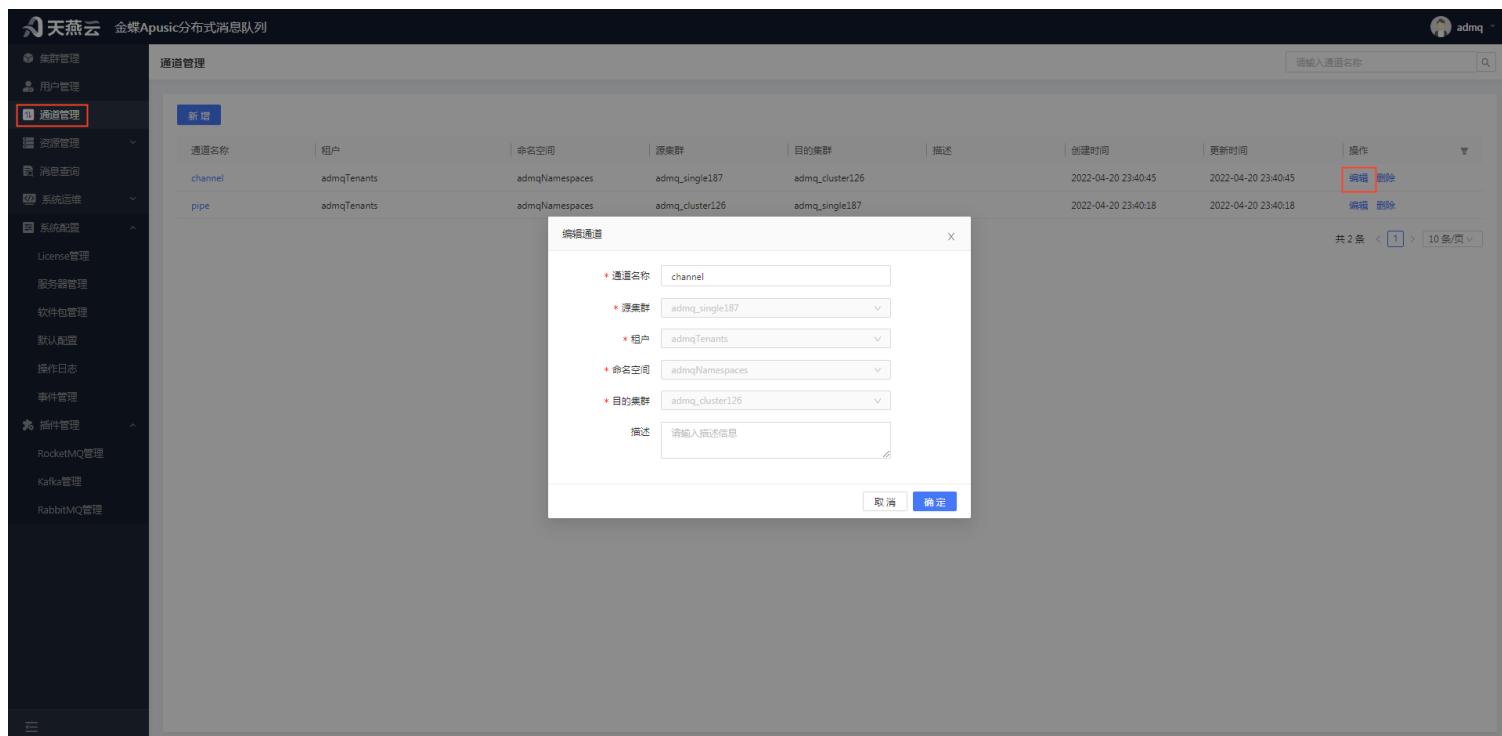 天燕云 金蝶Apusic分布式消息队列 admq
集群管理
用户管理
通道管理
资源管理
消息查询
系统运维
系统配置
License管理
服务器管理
软件包管理
默认配置
操作日志
事件管理
插件管理
RocketMQ管理
Kafka管理
RabbitMQ管理
通道管理 请输入通道名称
新增
通道名称 租户 命名空间 源集群 目的集群 描述 创建时间 更新时间 操作
channel admqTenants admqNamespaces admq_single187 admq_cluster126 2022-04-20 23:40:45 2022-04-20 23:40:45 编辑 删除
pipe admqTenants admqNamespaces admq_cluster126 admq_single187 2022-04-20 23:40:18 2022-04-20 23:40:18 编辑 删除
共 2 条 < 1 > 10 条/页
编辑通道 X
* 通道名称 channel
* 源集群 admq_single187
* 租户 admqTenants
* 命名空间 admqNamespaces
* 目的集群 admq_cluster126
描述 请输入描述信息
取消 确定